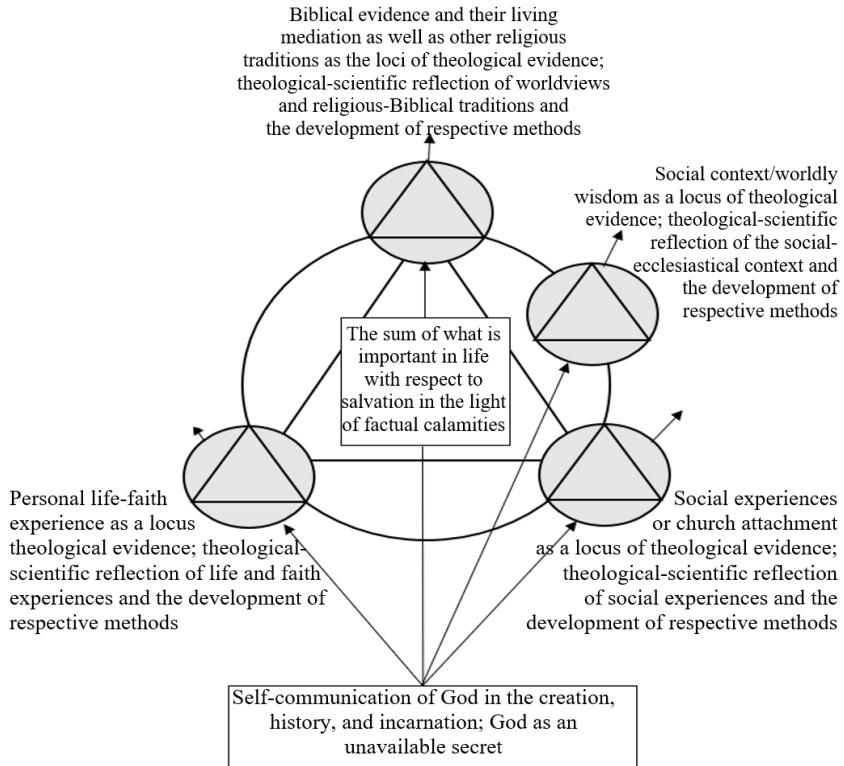 Biblical evidence and their living
mediation as well as other religious
traditions as the loci of theological evidence;
theological-scientific reflection of worldviews
and religious-Biblical traditions and
the development of respective methods
Social context/worldly
wisdom as a locus of theological
evidence; theological-scientific
reflection of the social-
ecclesiastical context and
the development of
respective methods
The sum of what is
important in life
with respect to
salvation in the light
of factual calamities
Personal life-faith
experience as a locus
theological evidence; theological-
scientific reflection of life and faith
experiences and the development of
respective methods
Social experiences
or church attachment
as a locus of theological evidence;
theological-scientific reflection
of social experiences and the
development of respective methods
Self-communication of God in the creation,
history, and incarnation; God as an
unavailable secret